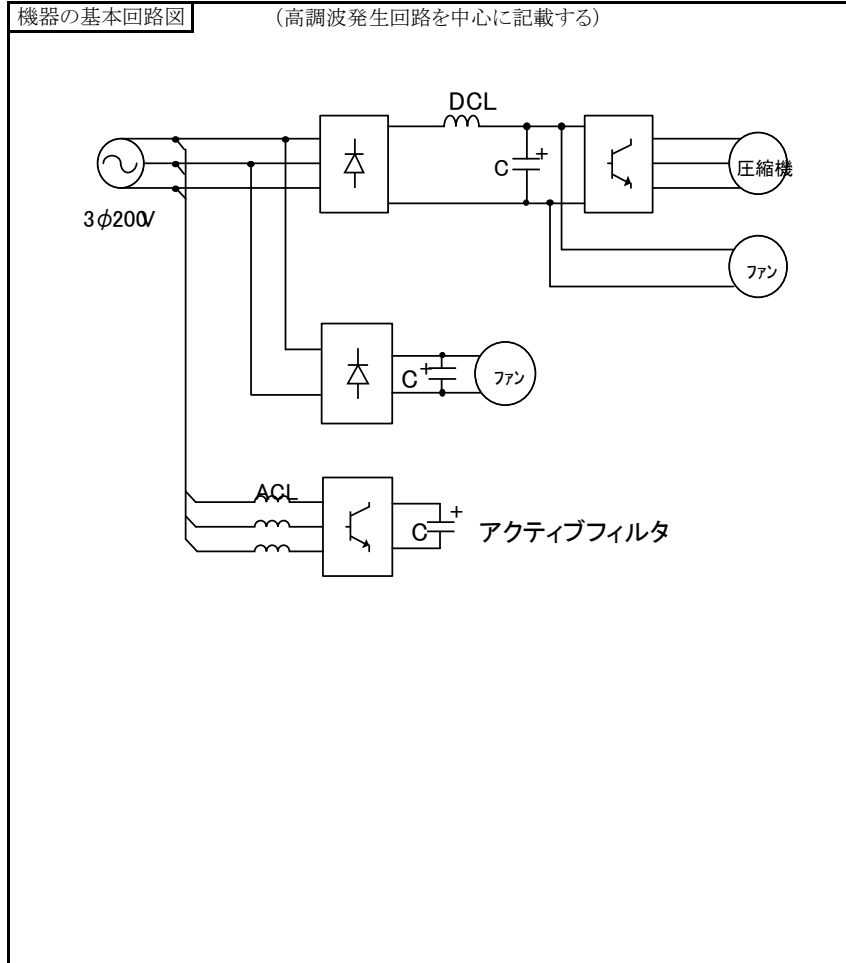 機器の基本回路図
(高調波発生回路を中心に記載する)
DCL
C
+
圧縮機
3φ200V
ファン
C
+
ファン
ACL
C
+
アクティブフィルタ